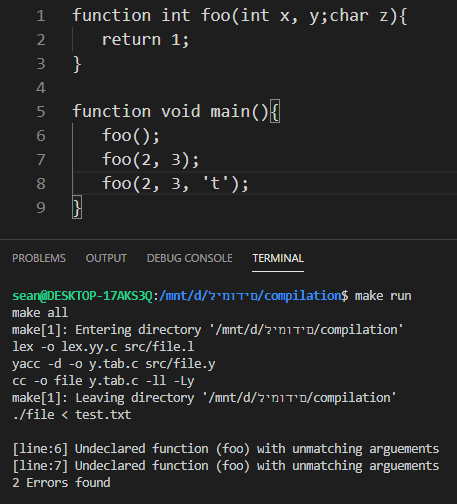 1 function int foo(int x, y;char z){
2 return 1;
3 }
4
5 function void main(){
6 foo();
7 foo(2, 3);
8 foo(2, 3, 't');
9 }
PROBLEMS OUTPUT DEBUG CONSOLE TERMINAL
sean@DESKTOP-17AKS3Q:/mnt/d/לימודים/compilation$ make run
make all
make[1]: Entering directory '/mnt/d/לימודים/compilation'
lex -o lex.yy.c src/file.l
yacc -d -o y.tab.c src/file.y
cc -o file y.tab.c -ll -Ly
make[1]: Leaving directory '/mnt/d/לימודים/compilation'
./file < test.txt
[line:6] Undeclared function (foo) with unmatching arguements
[line:7] Undeclared function (foo) with unmatching arguements
2 Errors found